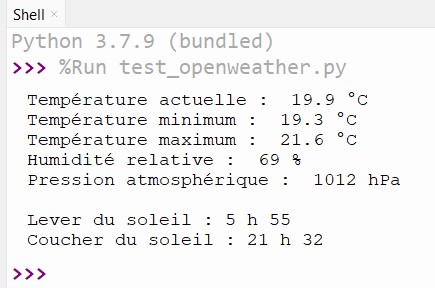 Shell ×
Python 3.7.9 (bundled)
>>> %Run test_openweather.py
Température actuelle :  19.9 °C
Température minimum :  19.3 °C
Température maximum :  21.6 °C
Humidité relative :  69 %
Pression atmosphérique :  1012 hPa
Lever du soleil : 5 h 55
Coucher du soleil : 21 h 32
>>>